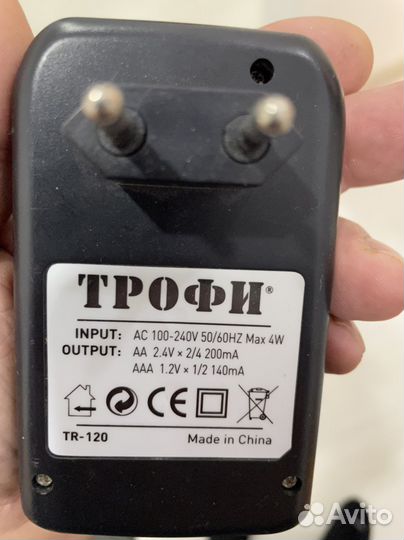 ТРОФИ®
INPUT: AC 100-240V 50/60HZ Max 4W
OUTPUT: AA 2.4V × 2/4 200mA
AAA 1.2V × 1/2 140mA
CE
TR-120 Made in China
Avito